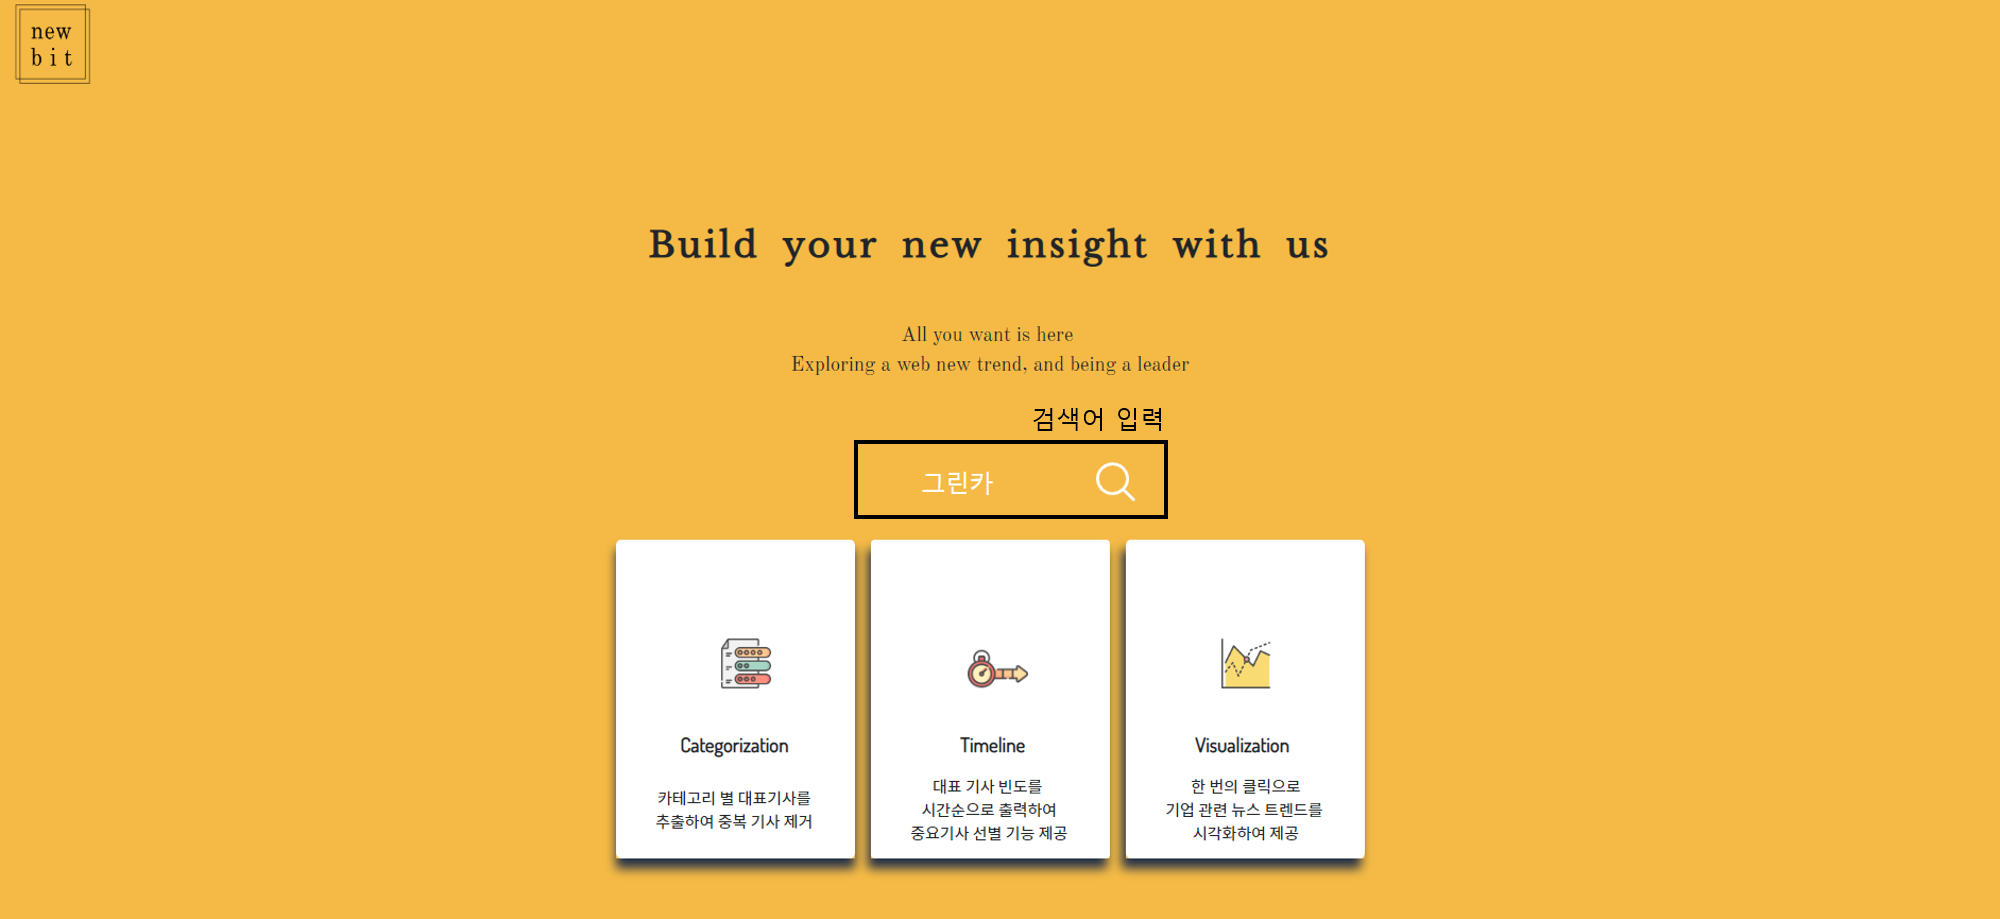 new
bit
Build your new insight with us
All you want is here
Exploring a web new trend, and being a leader
검색어 입력
그린카
Categorization
카테고리 별 대표기사를
추출하여 중복 기사 제거
Timeline
대표 기사 빈도를
시간순으로 출력하여
중요기사 선별 기능 제공
Visualization
한 번의 클릭으로
기업 관련 뉴스 트렌드를
시각화하여 제공